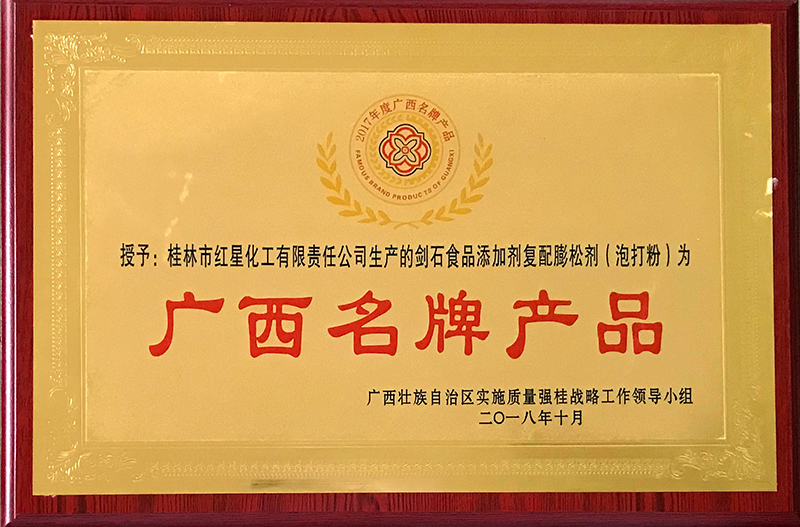 2017年度广西名牌产品
FAMOUS BRAND PRODUCTS OF GUANGXI
授予：桂林市红星化工有限责任公司生产的剑石食品添加剂复配膨松剂（泡打粉）为
广西名牌产品
广西壮族自治区实施质量强桂战略工作领导小组
二〇一八年十月